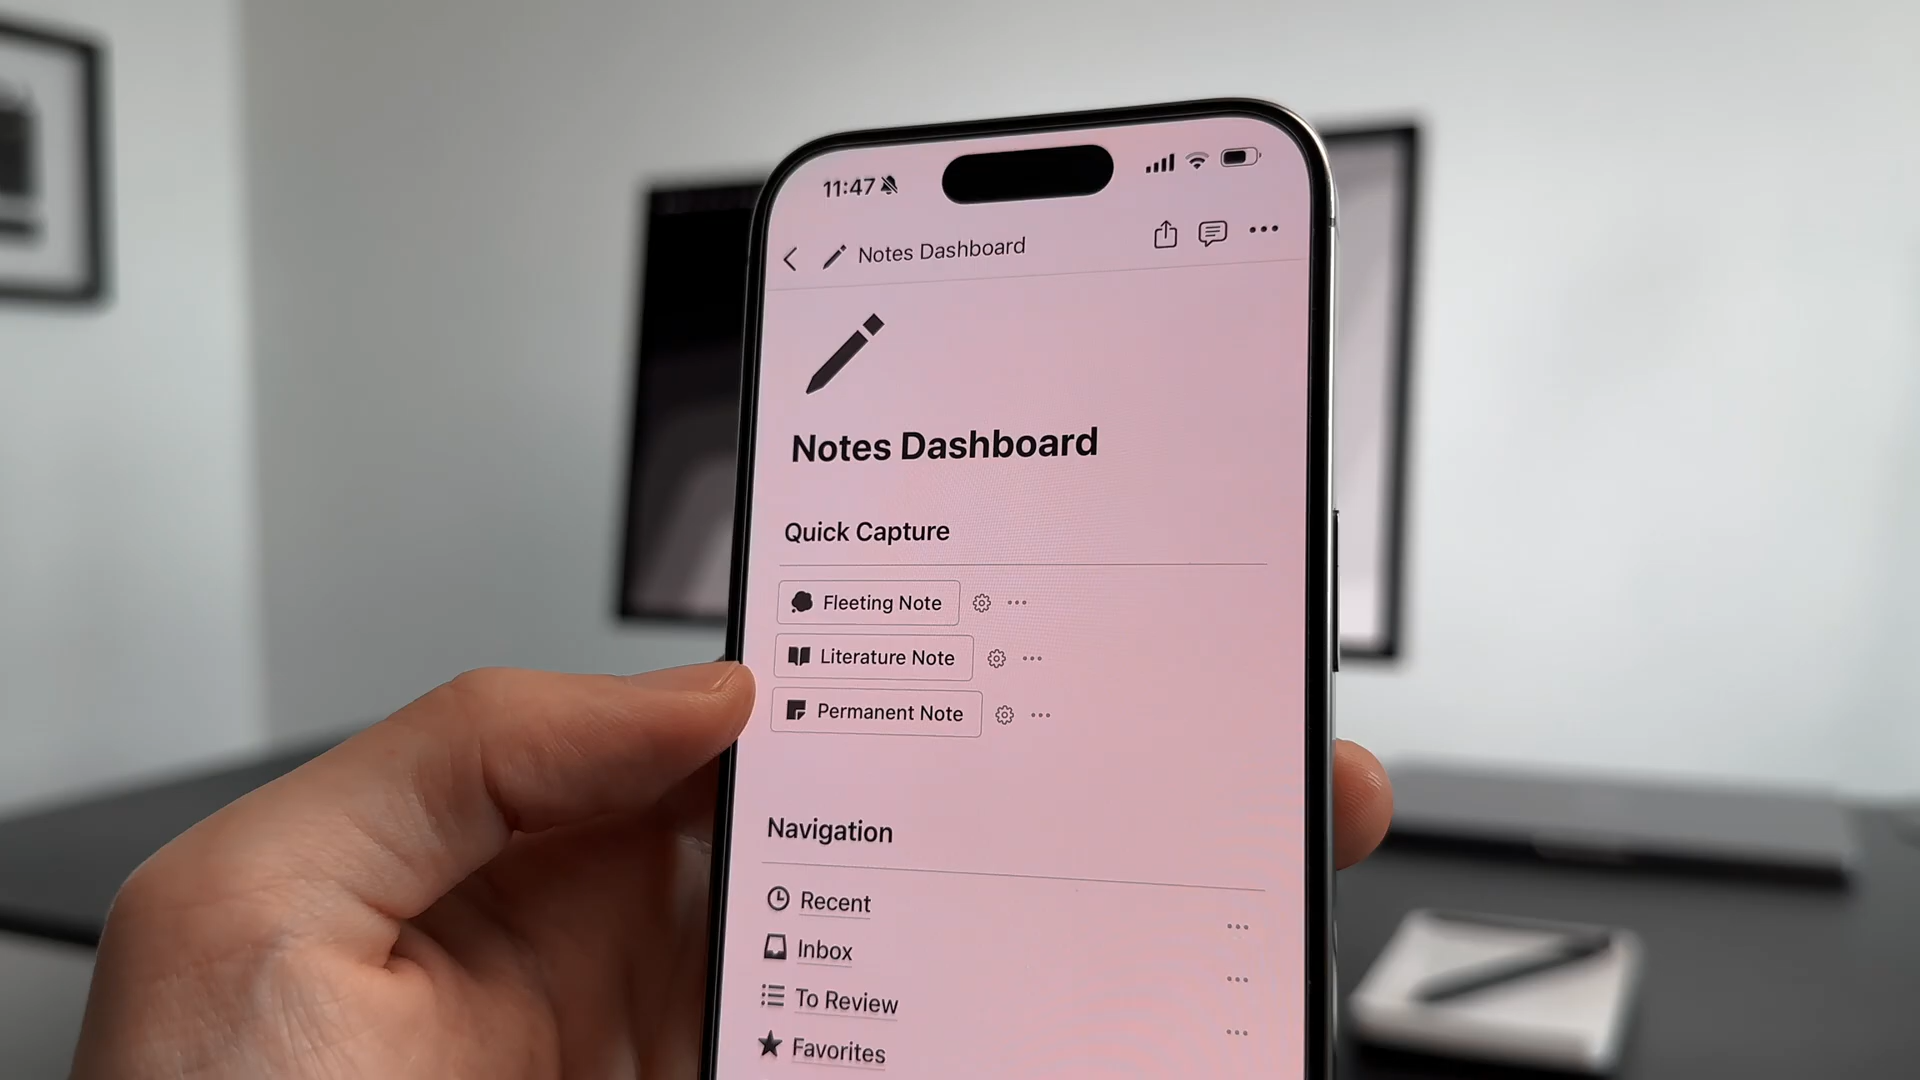 11:47
Notes Dashboard
Notes Dashboard
Quick Capture
Fleeting Note
Literature Note
Permanent Note
Navigation
Recent
Inbox
To Review
Favorites